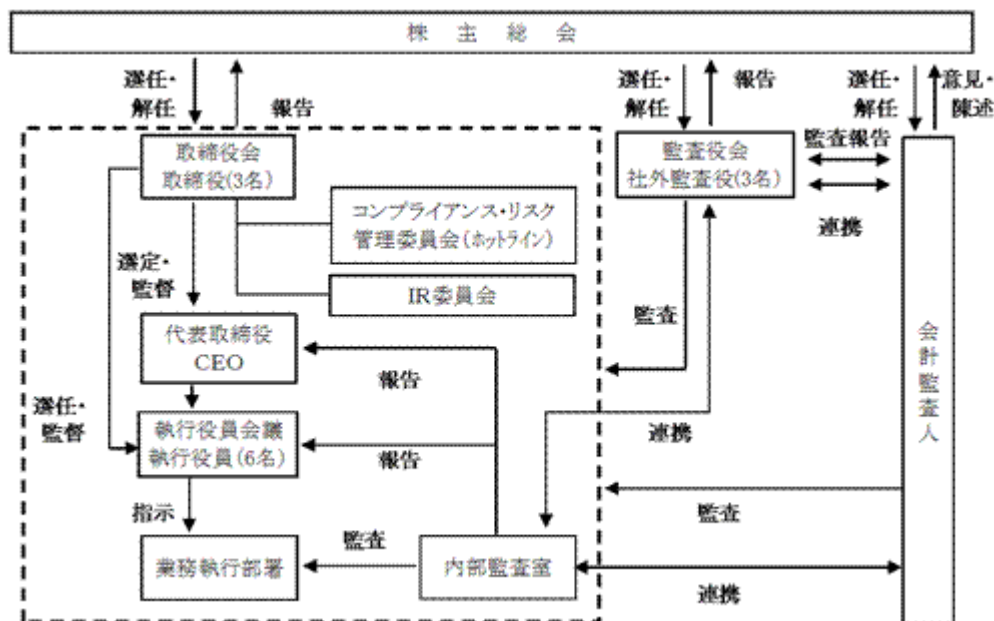 株主総会
選任・
解任
報告
選任・
解任
報告
選任・
解任
意見・
陳述
取締役会
取締役(3名)
監査役会
社外監査役(3名)
監査報告
連携
コンプライアンス・リスク
管理委員会(ホットライン)
IR委員会
選定・
監督
監査
代表取締役
CEO
報告
会計監査人
選任・
監督
執行役員会議
執行役員(6名)
報告
連携
指示
監査
監査
業務執行部署
内部監査室
連携